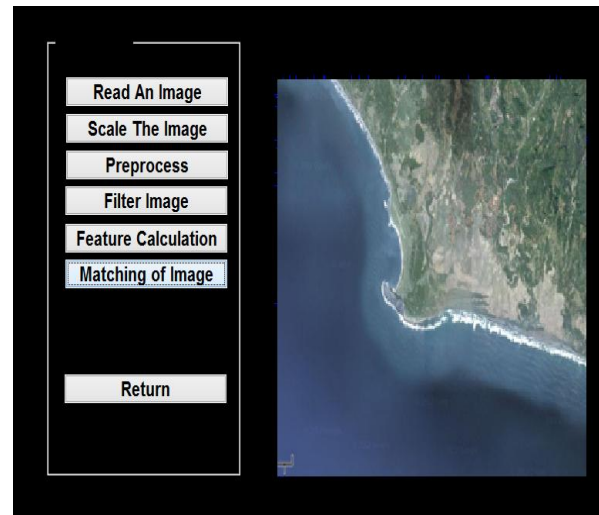 Read An Image
Scale The Image
Preprocess
Filter Image
Feature Calculation
Matching of Image
Return